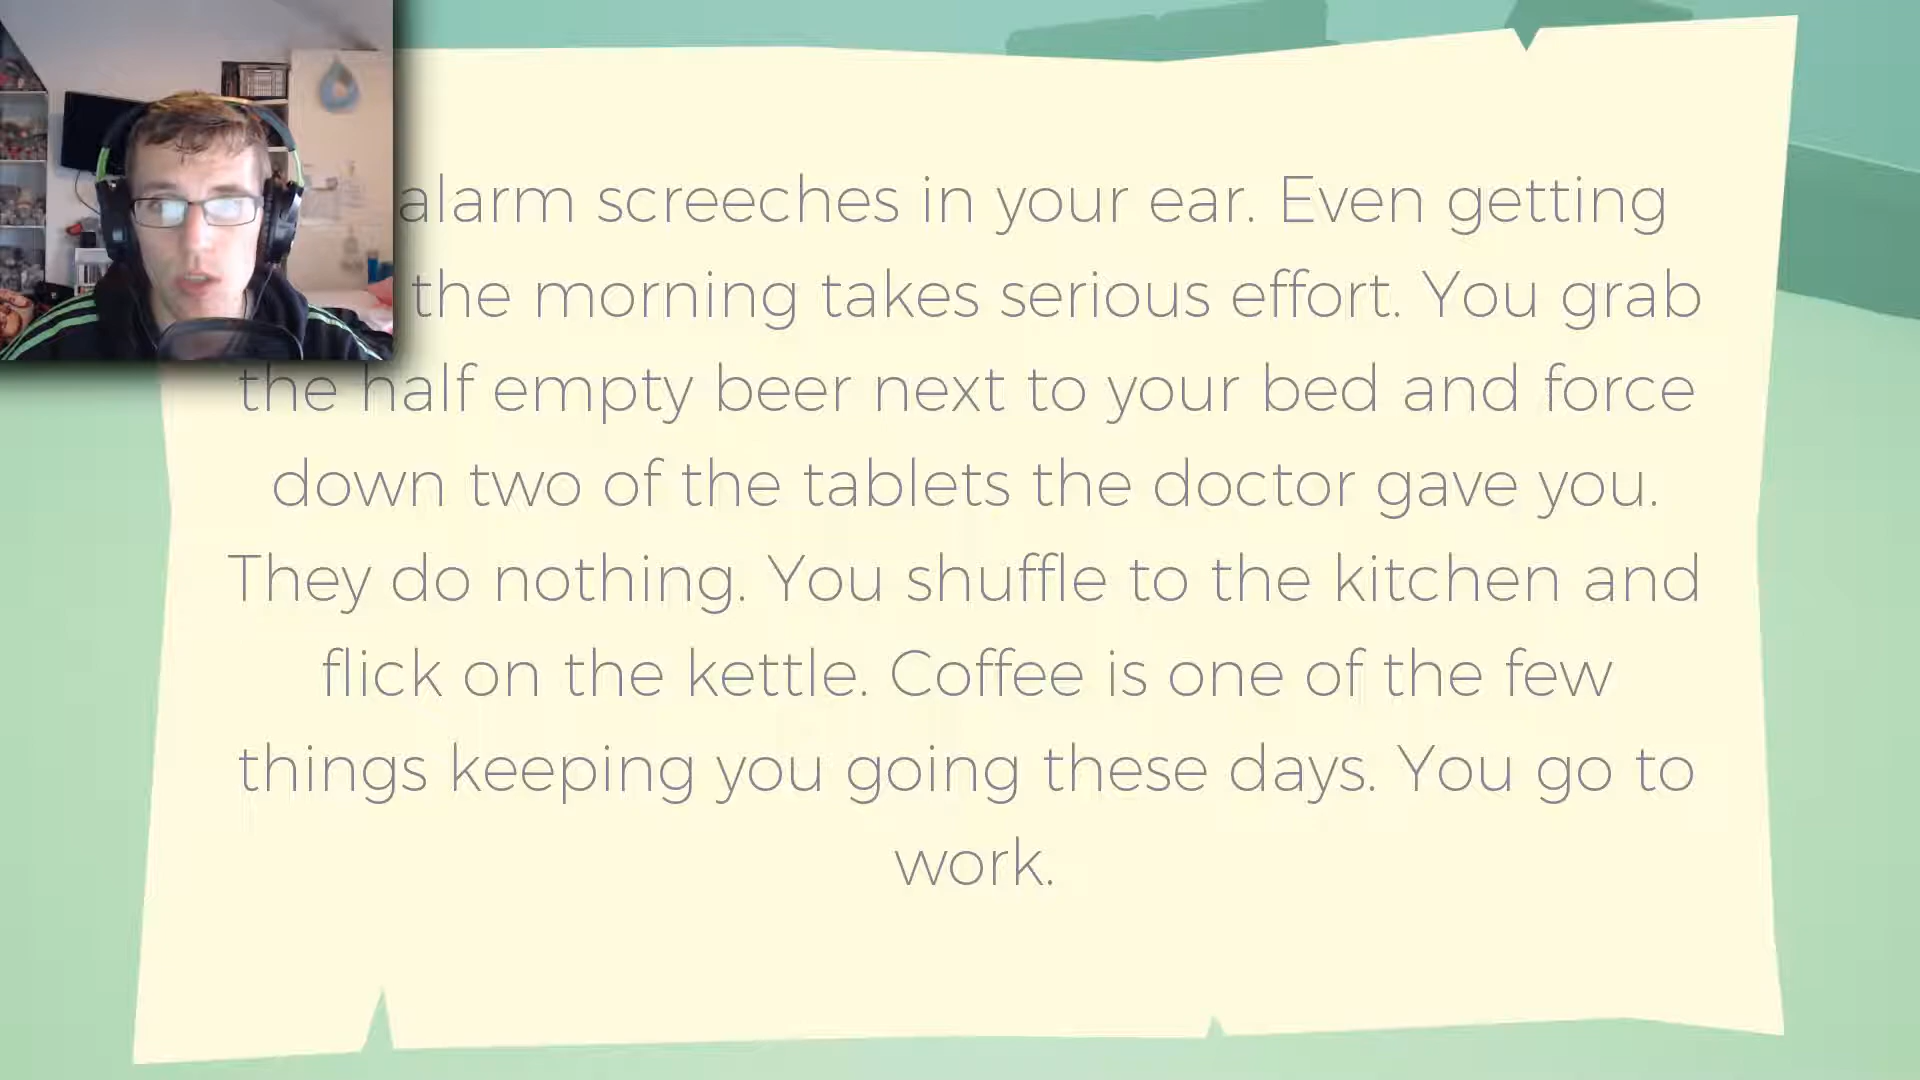 alarm screeches in your ear. Even getting
the morning takes serious effort. You grab
the half empty beer next to your bed and force
down two of the tablets the doctor gave you.
They do nothing. You shuffle to the kitchen and
flick on the kettle. Coffee is one of the few
things keeping you going these days. You go to
work.